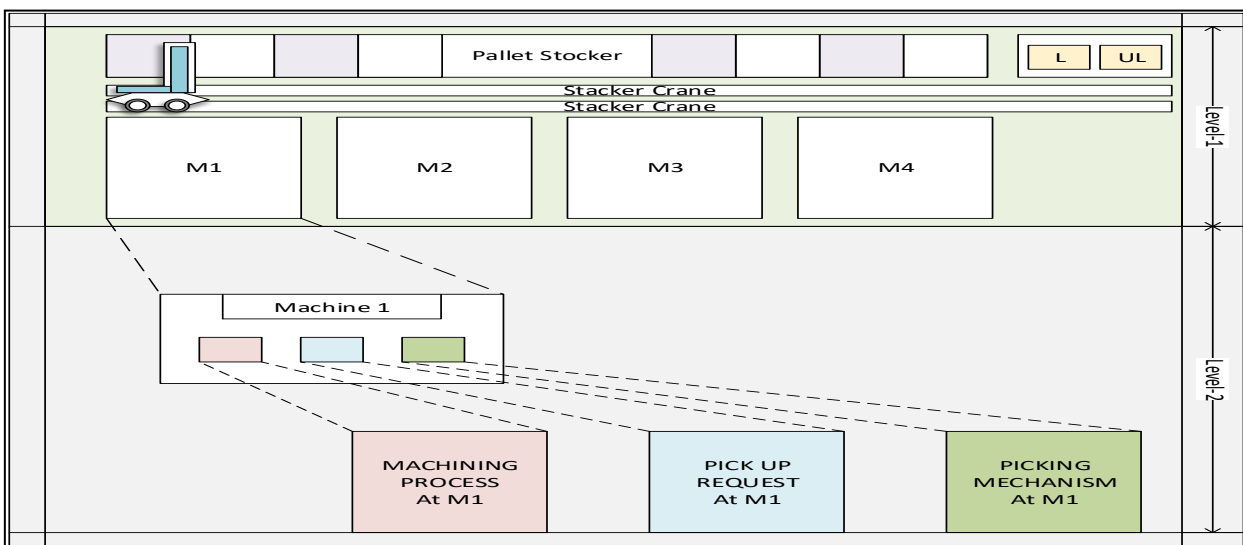 Pallet Stocker
L
UL
Stacker Crane
Stacker Crane
M1
M2
M3
M4
Level-1
Machine 1
Level-2
MACHINING
PROCESS
At M1
PICK UP
REQUEST
At M1
PICKING
MECHANISM
At M1